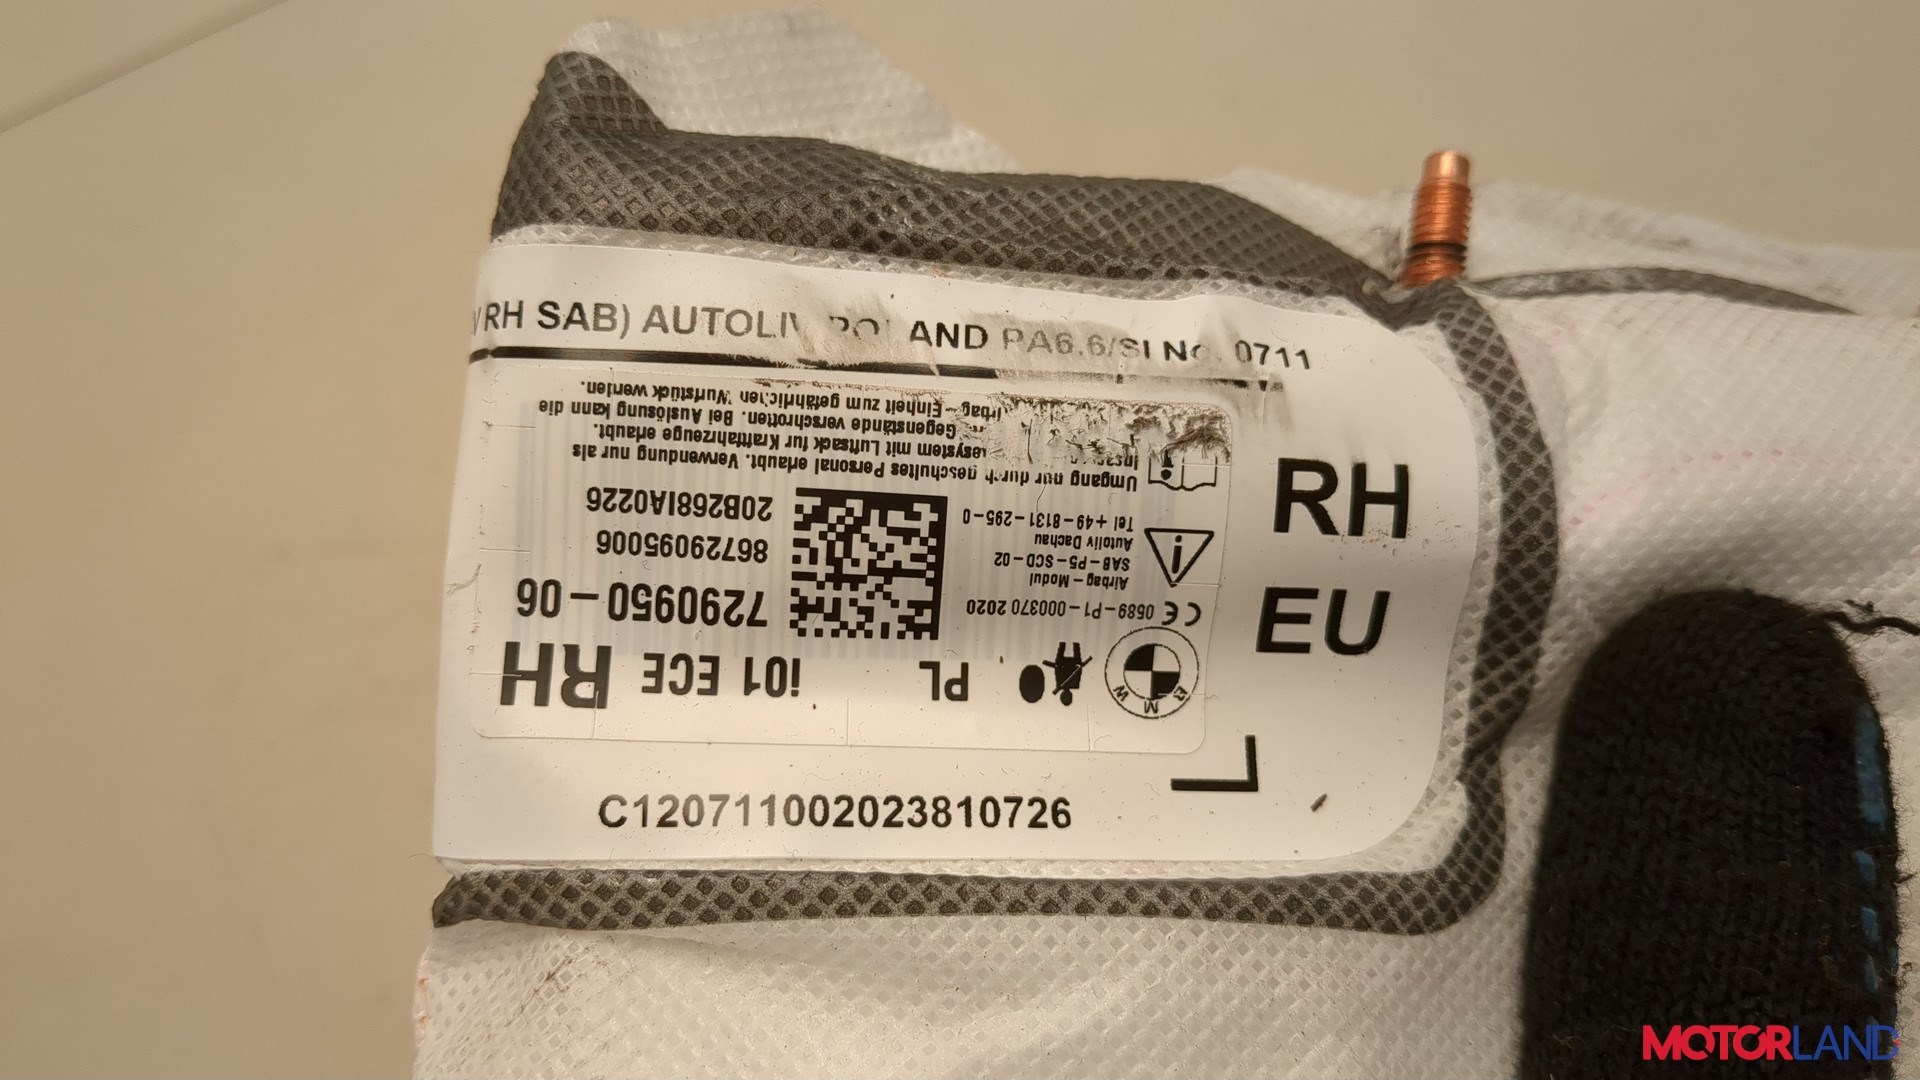 RH SAB) AUTOLIV POLAND PA6.6/SI No. 0711
RH
EU
C120711002023810726
BMW
PL
i01 ECE RH
CE 0589-P1-000370 2020
Airbag-Modul
SAB-P5-SCD-02
Autoliv Dachau
Tel +49-8131-295-0
7290950-06
86729095006
20B268IA0226
Umgang nur durch geschultes Personal erlaubt. Verwendung nur als
mit Luftsack für Kraftfahrzeuge erlaubt.
Gegenstände verschrotten. Bei Auslösung kann die
Einheit zum gefährlichen Wurfstück werden.
MOTORLAND